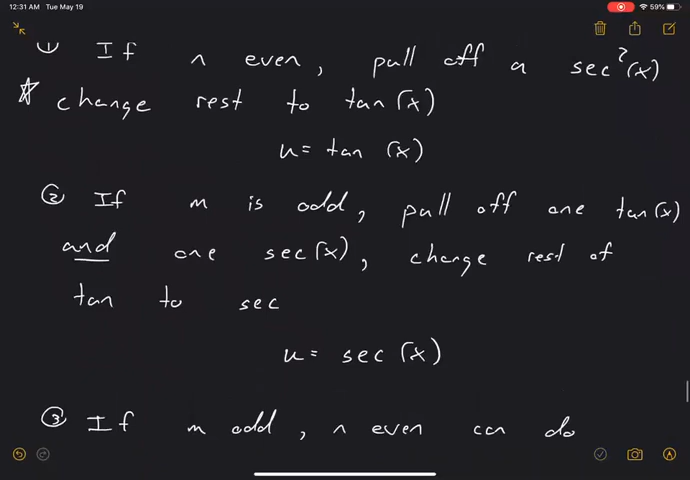 12:31 AM Tue May 19
59%
① If n even, pull off a sec²(x)
change rest to tan(x)
u= tan (x)
② If m is odd, pull off one tan(x)
and one sec(x), change rest of
tan to sec
u= sec (x)
③ If m odd, n even can do